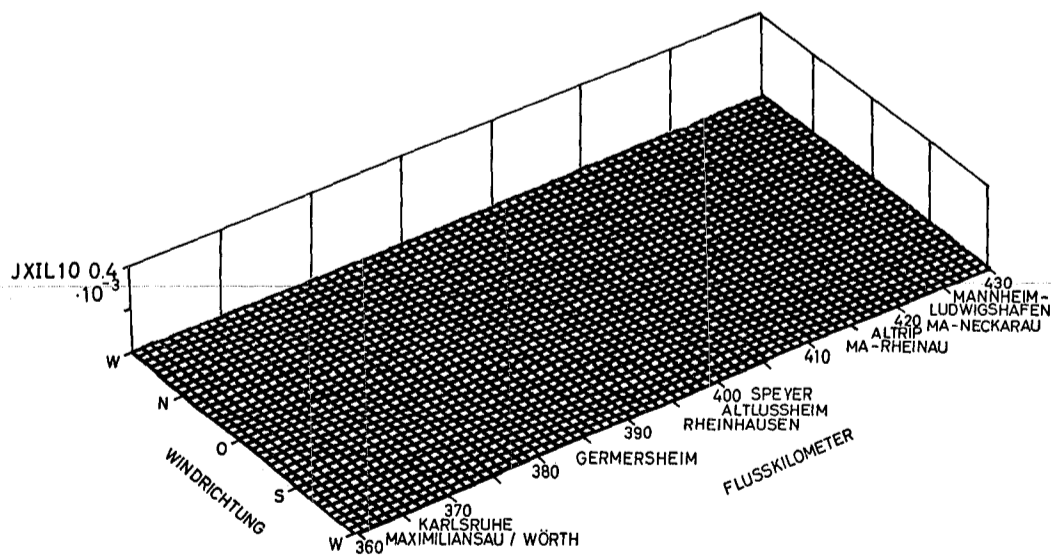 JXIL10 0.4
·10⁻³
W
N
O
S
W
WINDRICHTUNG
360
370
380
390
400
410
420
430
MAXIMILIANSAU / WÖRTH
KARLSRUHE
GERMERSHEIM
RHEINHAUSEN
ALTLUSSHEIM
SPEYER
MA-RHEINAU
ALTRIP
MA-NECKARAU
MANNHEIM-
LUDWIGSHAFEN
FLUSSKILOMETER